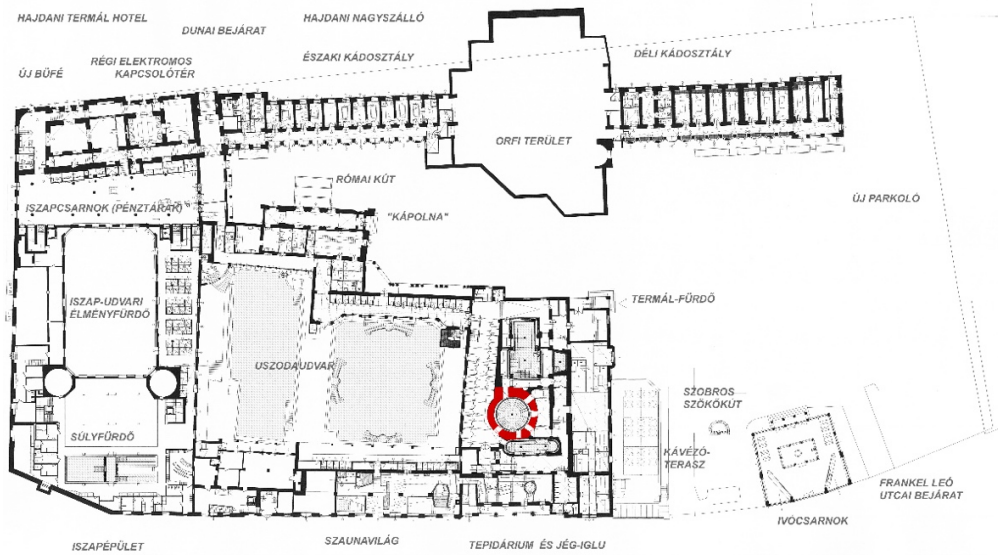 HAJDANI TERMÁL HOTEL
DUNAI BEJÁRAT
HAJDANI NAGYSZÁLLÓ
ÚJ BÜFÉ
RÉGI ELEKTROMOS
KAPCSOLÓTÉR
ÉSZAKI KÁDOSZTÁLY
DÉLI KÁDOSZTÁLY
ORFI TERÜLET
RÓMAI KÚT
ISZAPCSARNOK (PÉNZTÁRAK)
"KÁPOLNA"
ÚJ PARKOLÓ
ISZAP-UDVARI
ÉLMÉNYFÜRDŐ
TERMÁL-FÜRDŐ
USZODAUDVAR
SZOBROS
SZÖKŐKÚT
SÚLYFÜRDŐ
KÁVÉZÓ-
TERASZ
FRANKEL LEÓ
UTCAI BEJÁRAT
IVÓCSARNOK
ISZAPÉPÜLET
SZAUNAVILÁG
TEPIDÁRIUM ÉS JÉG-IGLU